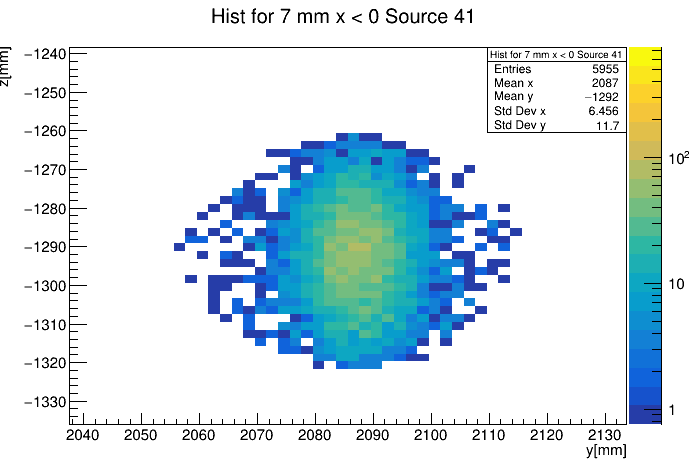 Hist for 7 mm x < 0 Source 41
z[mm]
Hist for 7 mm x < 0 Source 41
Entries 5955
Mean x 2087
Mean y −1292
Std Dev x 6.456
Std Dev y 11.7
−1240
−1250
−1260
−1270
−1280
−1290
−1300
−1310
−1320
−1330
10²
10
1
2040 2050 2060 2070 2080 2090 2100 2110 2120 2130
y[mm]